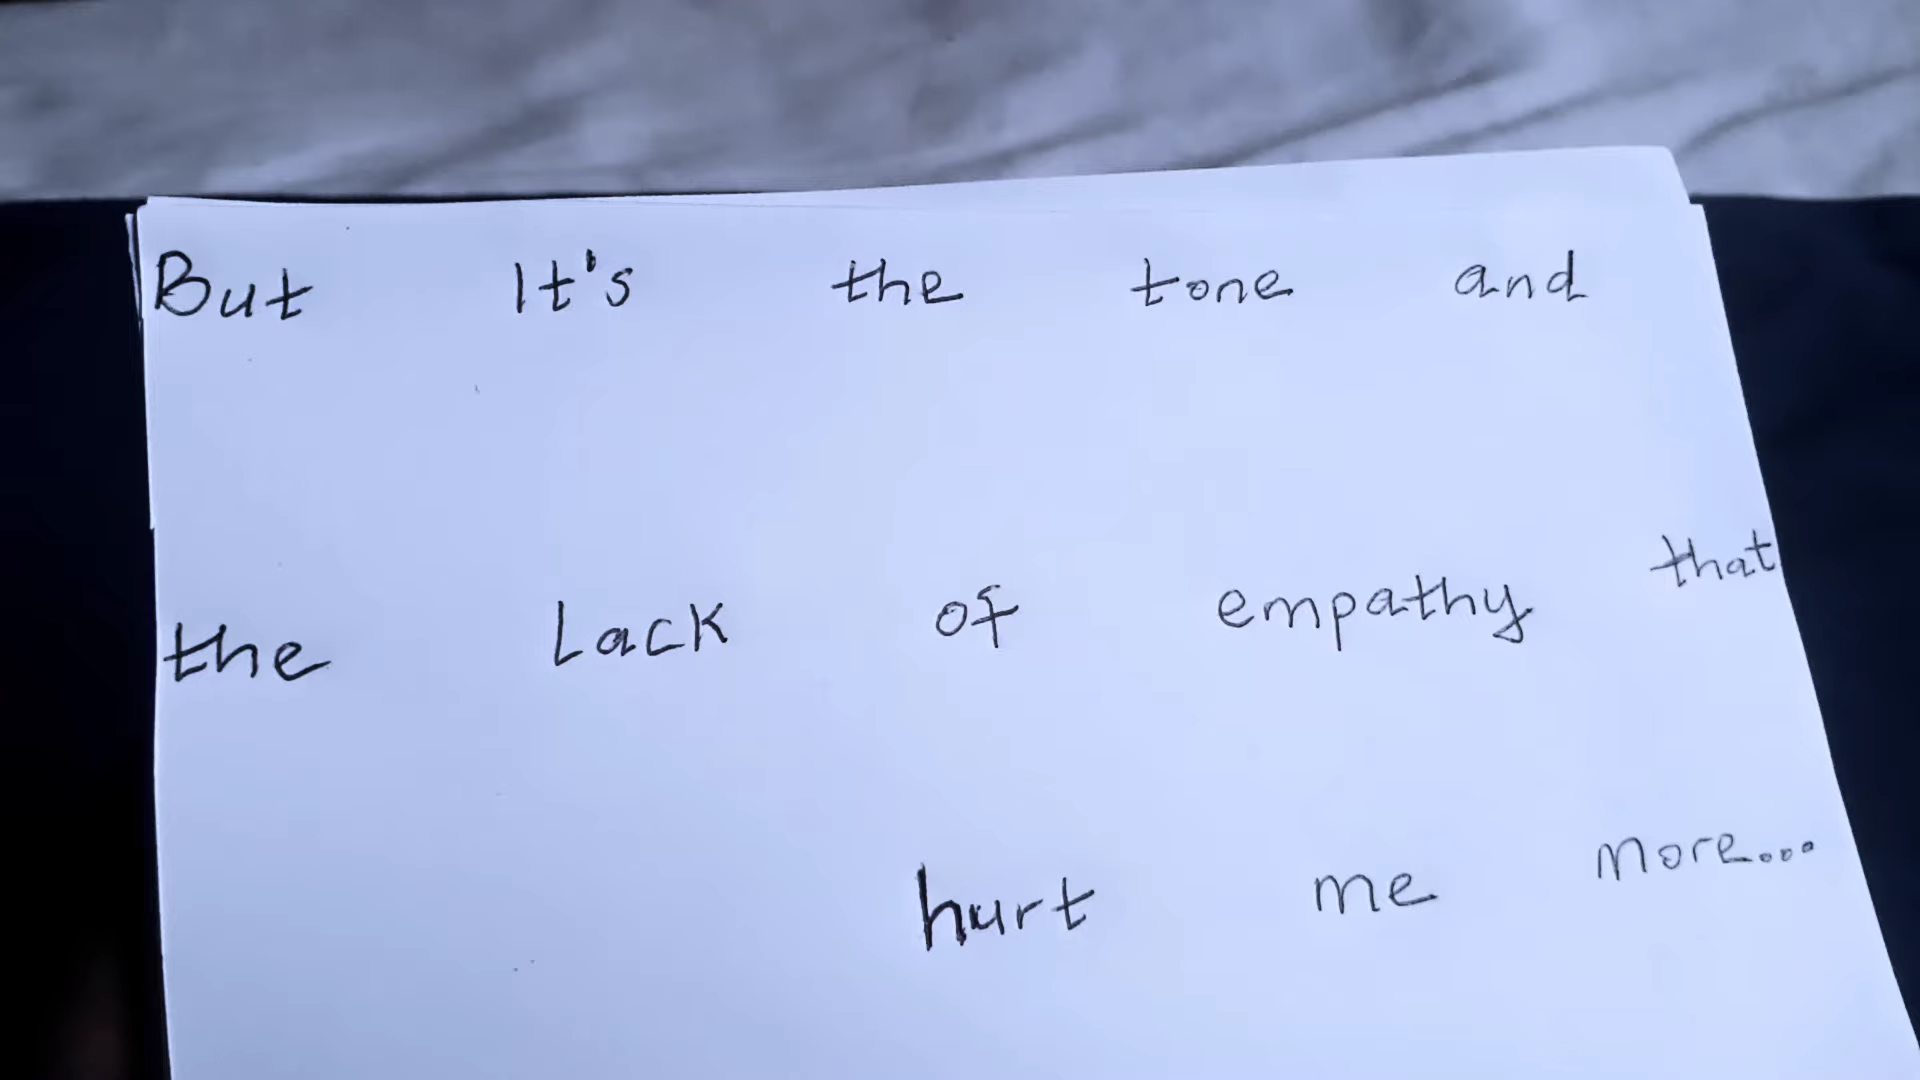 But It's the tone and
the Lack of empathy that
hurt me more...